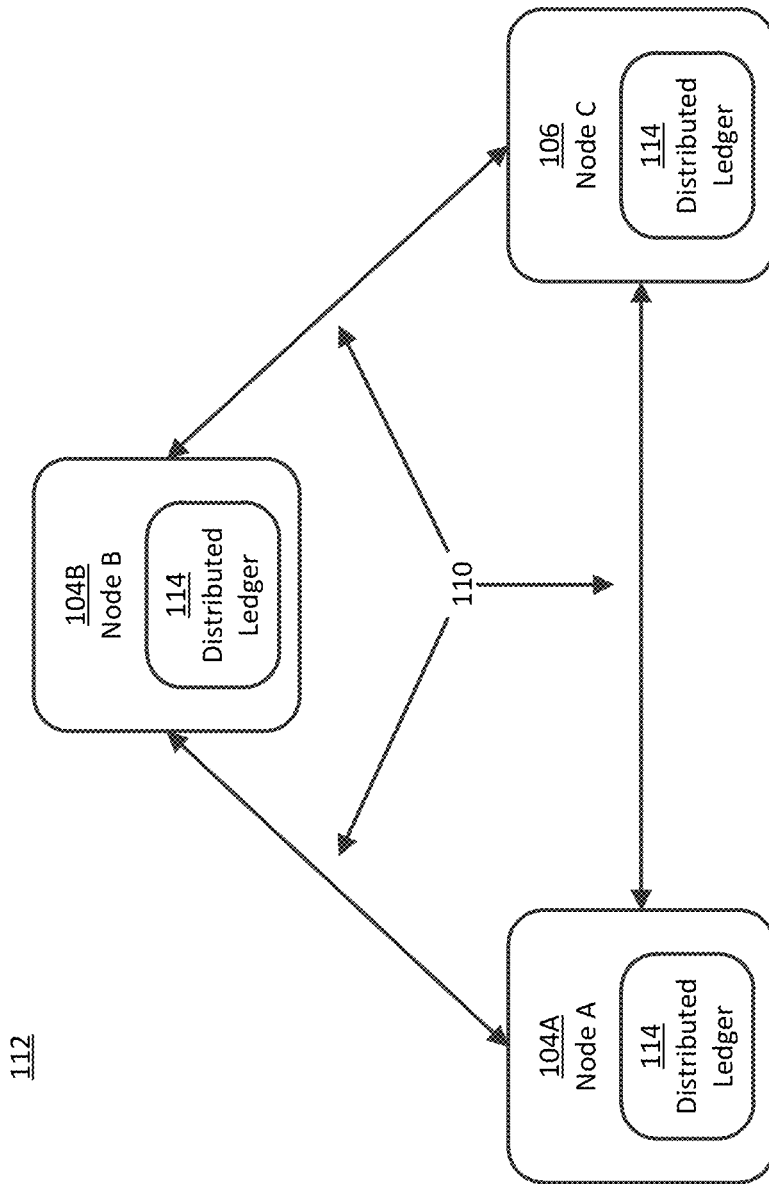 112
104B
Node B
114
Distributed
Ledger
110
104A
Node A
114
Distributed
Ledger
106
Node C
114
Distributed
Ledger